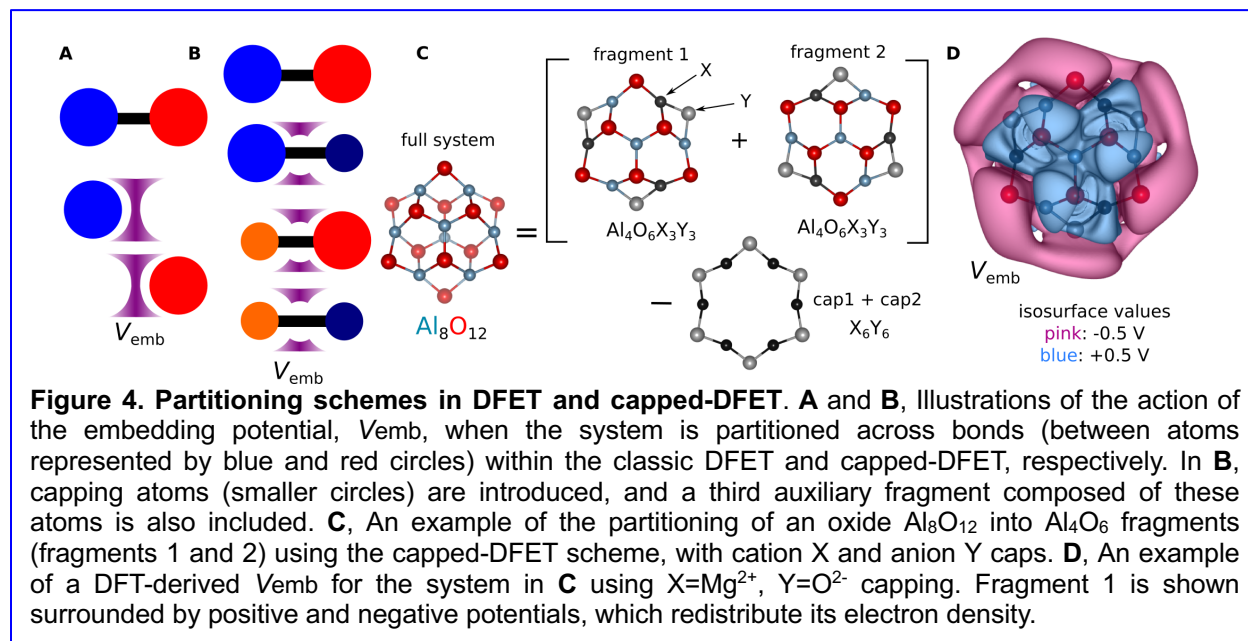 A
B
C
D
fragment 1
fragment 2
X
Y
full system
+
=
Al₄O₆X₃Y₃
Al₄O₆X₃Y₃
−
cap1 + cap2
X₆Y₆
Al₈O₁₂
Vemb
Vemb
Vemb
isosurface values
pink: -0.5 V
blue: +0.5 V
Figure 4. Partitioning schemes in DFET and capped-DFET. A and B, Illustrations of the action of
the embedding potential, Vemb, when the system is partitioned across bonds (between atoms
represented by blue and red circles) within the classic DFET and capped-DFET, respectively. In B,
capping atoms (smaller circles) are introduced, and a third auxiliary fragment composed of these
atoms is also included. C, An example of the partitioning of an oxide Al₈O₁₂ into Al₄O₆ fragments
(fragments 1 and 2) using the capped-DFET scheme, with cation X and anion Y caps. D, An example
of a DFT-derived Vemb for the system in C using X=Mg²⁺, Y=O²⁻ capping. Fragment 1 is shown
surrounded by positive and negative potentials, which redistribute its electron density.